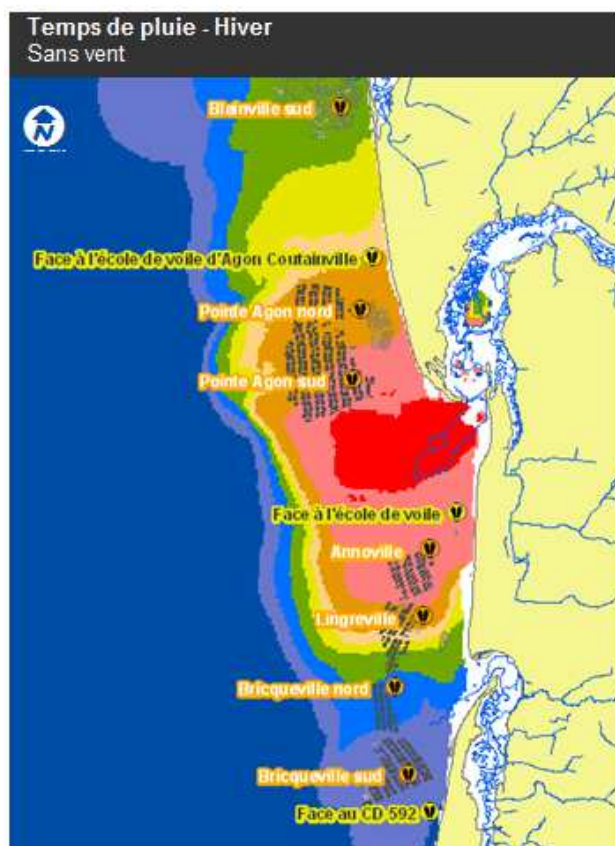 Temps de pluie - Hiver
Sans vent
N
Blainville sud
Face à l'école de voile d'Agon Coutainville
Pointe Agon nord
Pointe Agon sud
Face à l'école de voile
Annoville
Lingreville
Bricqueville nord
Bricqueville sud
Face au CD 592